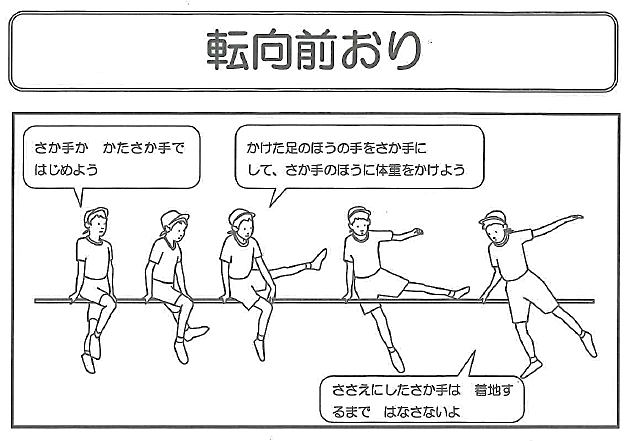 転向前おり
さか手か　かたさか手で
はじめよう
かけた足のほうの手をさか手に
して、さか手のほうに体重をかけよう
ささえにしたさか手は　着地す
るまで　はなさないよ